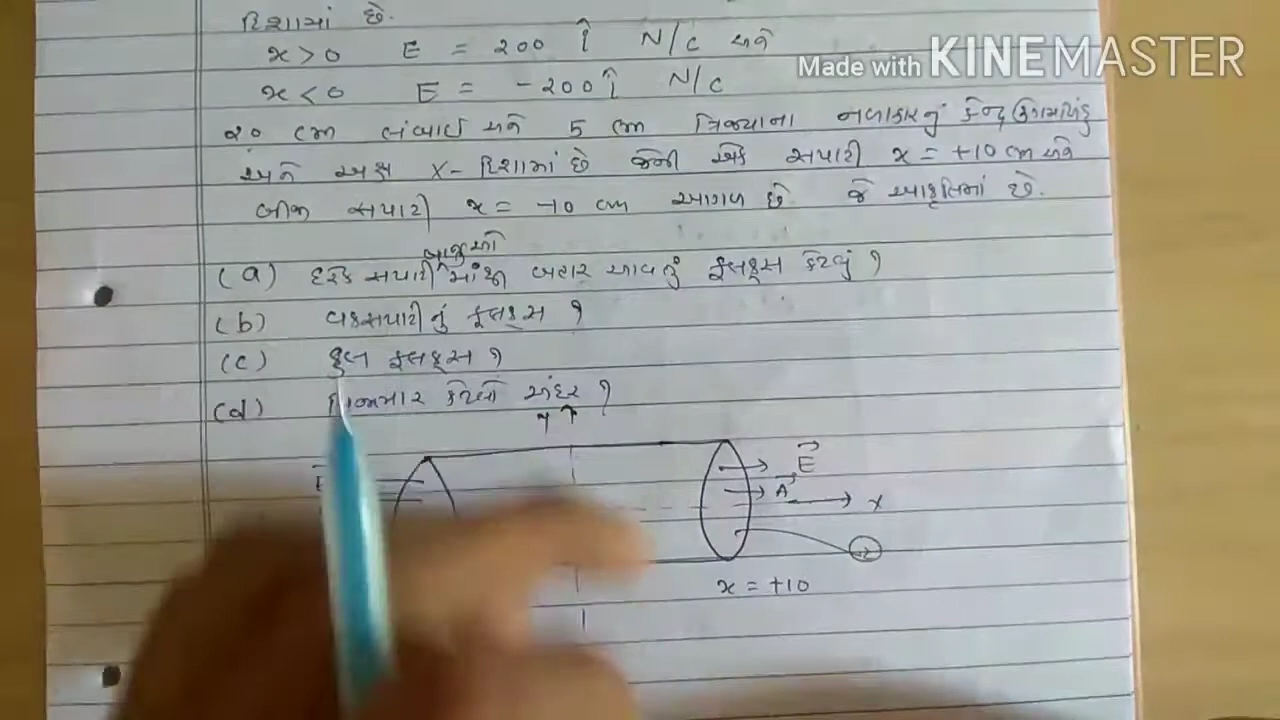 દિશામાં છે.
x > 0 E = 200 î N/C અને
x < 0 E = -200 î N/C
Made with KINEMASTER
૨૦ cm લંબાઇ અને 5 cm ત્રિજ્યાના નળાકારનું કેન્દ્ર ઉગમબિંદુ
અને અક્ષ X- દિશામાં છે જેની એક સપાટી x = +10 cm અને
બીજી સપાટી x = -10 cm આગળ છે જે આકૃતિમાં છે.
બાજુઓ
(a) દરેક સપાટીમાંથી બહાર આવતું ફ્લક્સ કેટલું ?
(b) વક્રસપાટીનું ફ્લક્સ ?
(c) કુલ ફ્લક્સ ?
(d) કેટલો અંદર ?
y
E
A
x
x = +10